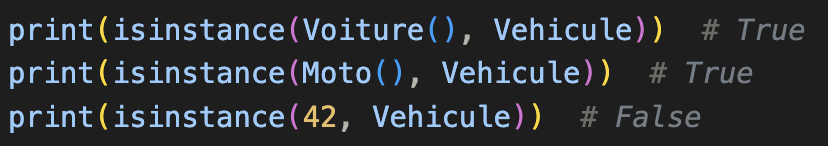 print(isinstance(Voiture(), Vehicule))  # True
print(isinstance(Moto(), Vehicule))  # True
print(isinstance(42, Vehicule))  # False